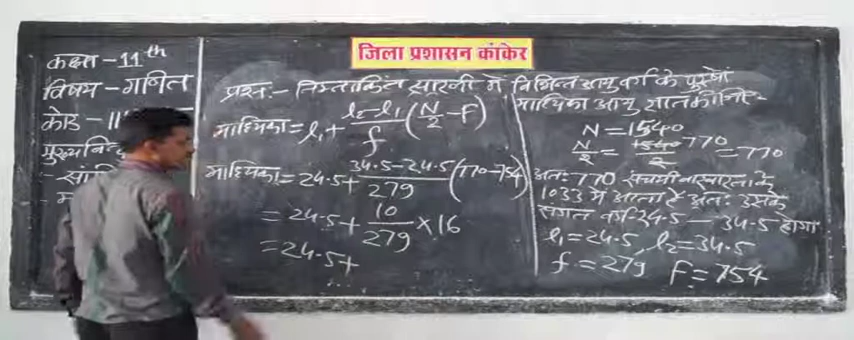 जिला प्रशासन कांकेर
कक्षा - 11th
विषय - गणित
कोड - 11
प्रश्न:- निम्नांकित सारणी में विभिन्न आयु वर्ग के पुरुषों
माध्यिका आयु ज्ञात कीजिए-
माध्यिका = l₁ + (l₂-l₁)/f (N/2 - F)
माध्यिका = 24.5 + (34.5-24.5)/279 (770-754)
= 24.5 + 10/279 × 16
= 24.5 +
N = 1540
N/2 = 1540/2 770 = 770
अतः 770 संचयी बारम्बारता के
1033 में आता है अतः उसके
संगत वर्ग 24.5 — 34.5 होगा
l₁ = 24.5, l₂ = 34.5
f = 279 F = 754